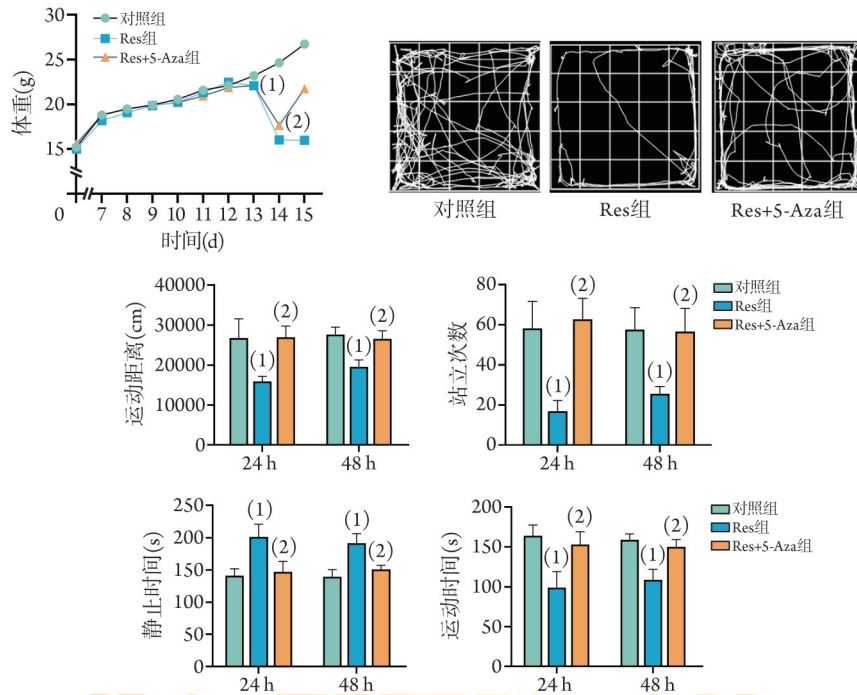 对照组
Res组
Res+5-Aza组
30
25
20
15
0
体重(g)
(1)
(2)
7 8 9 10 11 12 13 14 15
时间(d)
对照组 Res组 Res+5-Aza组
40000
30000
20000
10000
0
运动距离(cm)
(1) (2) (1) (2)
24 h 48 h
80
60
40
20
0
站立次数
(1) (2) (1) (2)
24 h 48 h
对照组
Res组
Res+5-Aza组
250
200
150
100
50
0
静止时间(s)
(1) (2) (1) (2)
24 h 48 h
200
150
100
50
0
运动时间(s)
(1) (2) (1) (2)
24 h 48 h
对照组
Res组
Res+5-Aza组